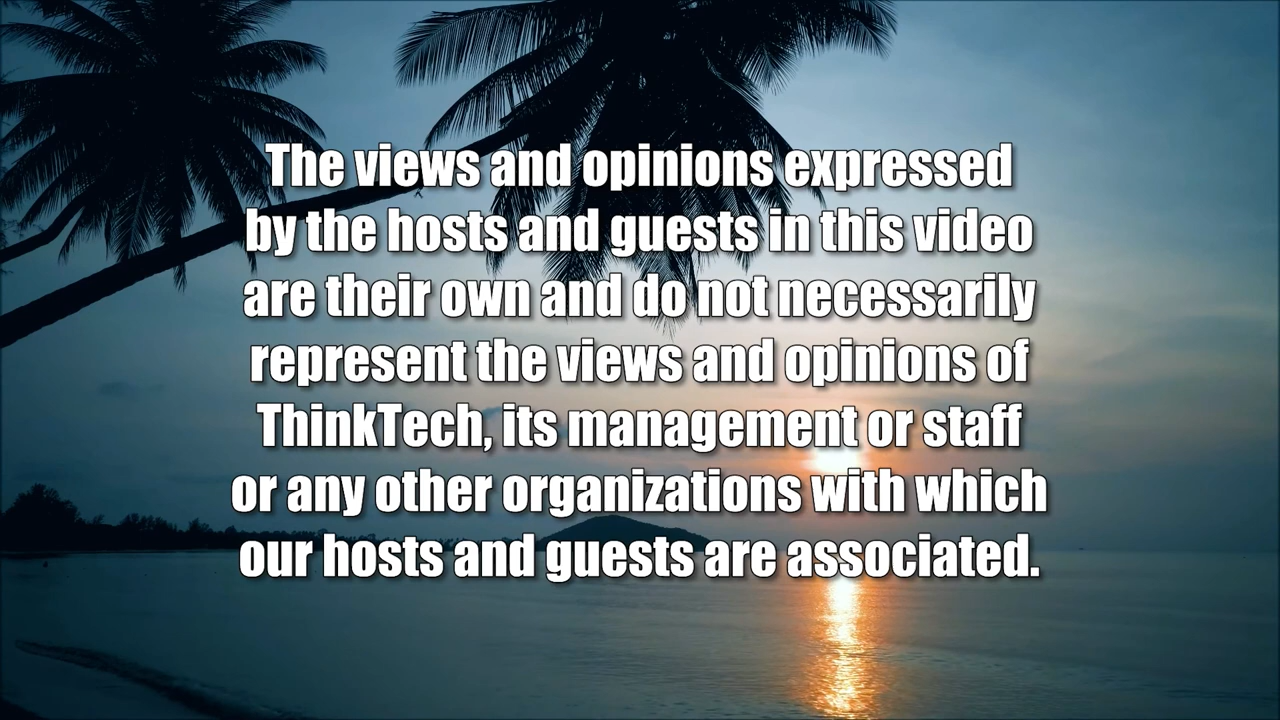 The views and opinions expressed
by the hosts and guests in this video
are their own and do not necessarily
represent the views and opinions of
ThinkTech, its management or staff
or any other organizations with which
our hosts and guests are associated.